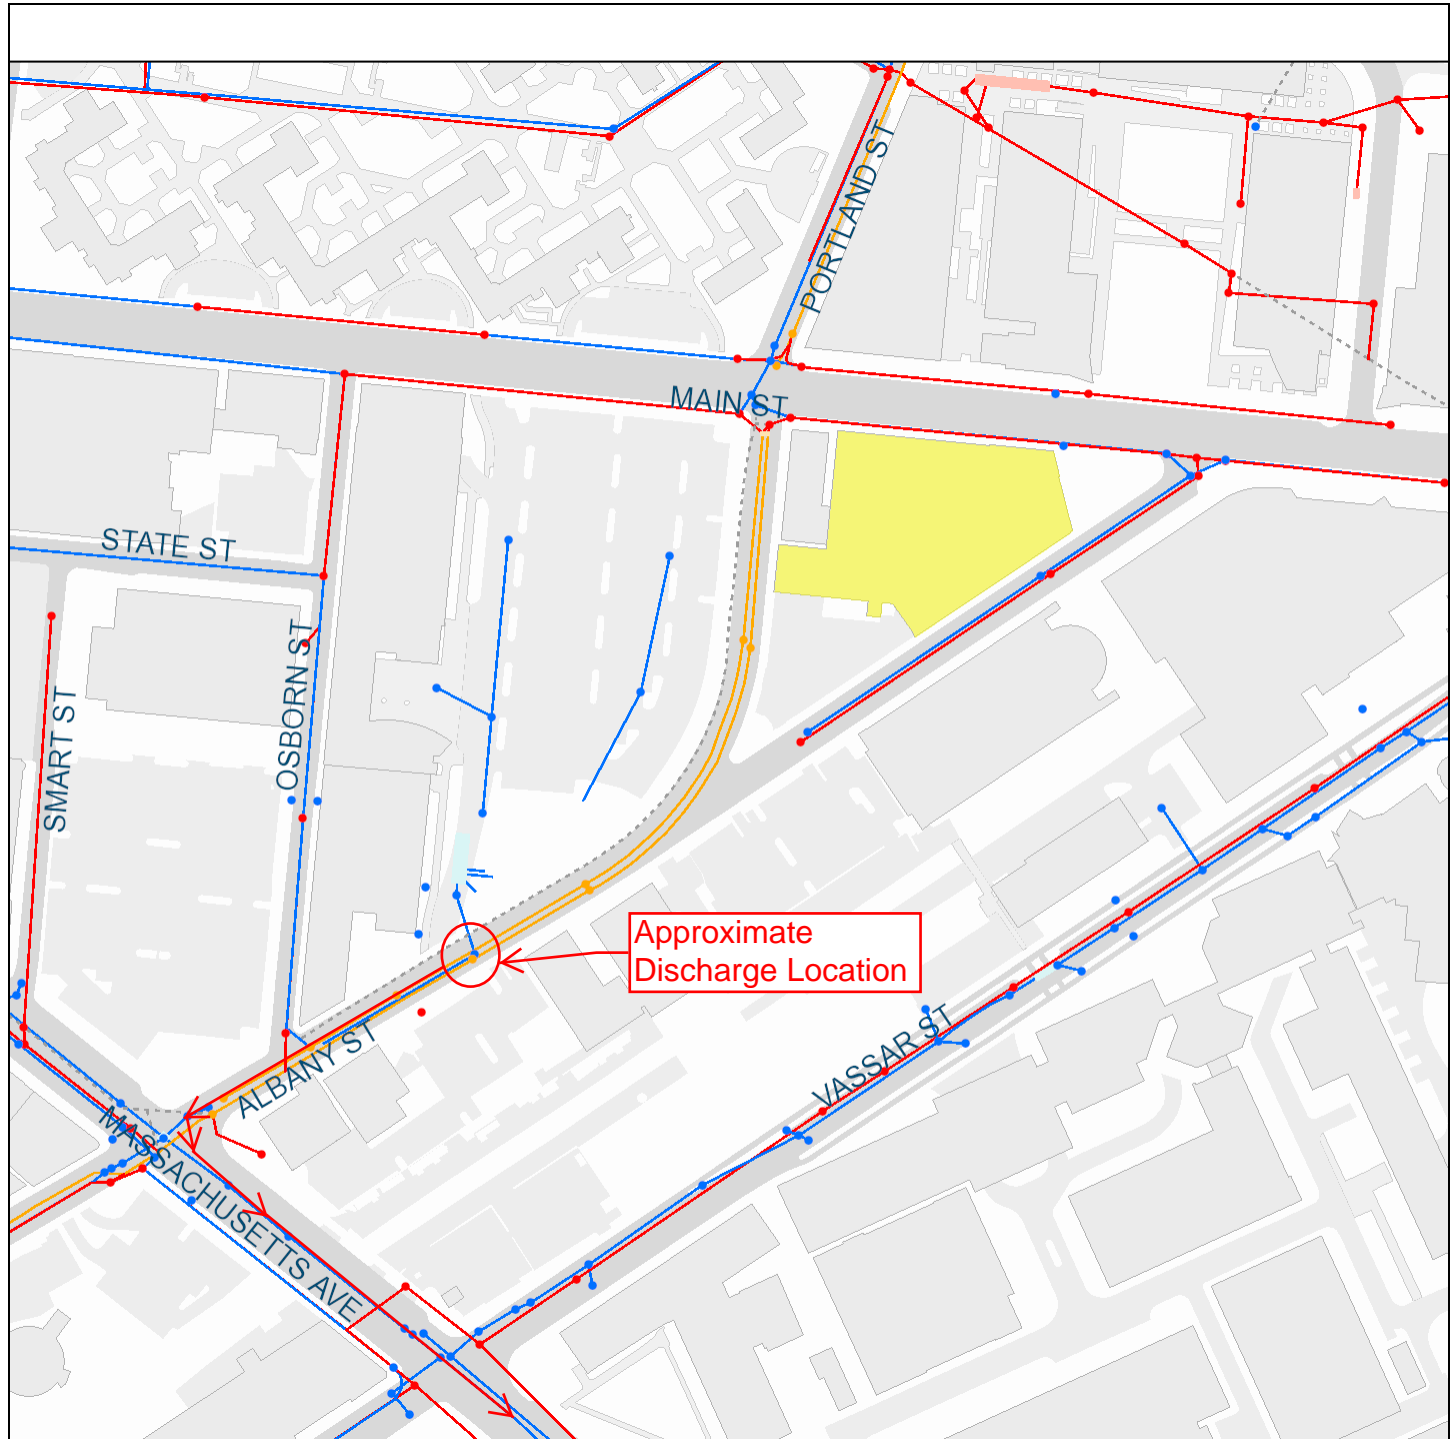 PORTLAND ST
MAIN ST
STATE ST
OSBORN ST
SMART ST
Approximate
Discharge Location
ALBANY ST
VASSAR ST
MASSACHUSETTS AVE